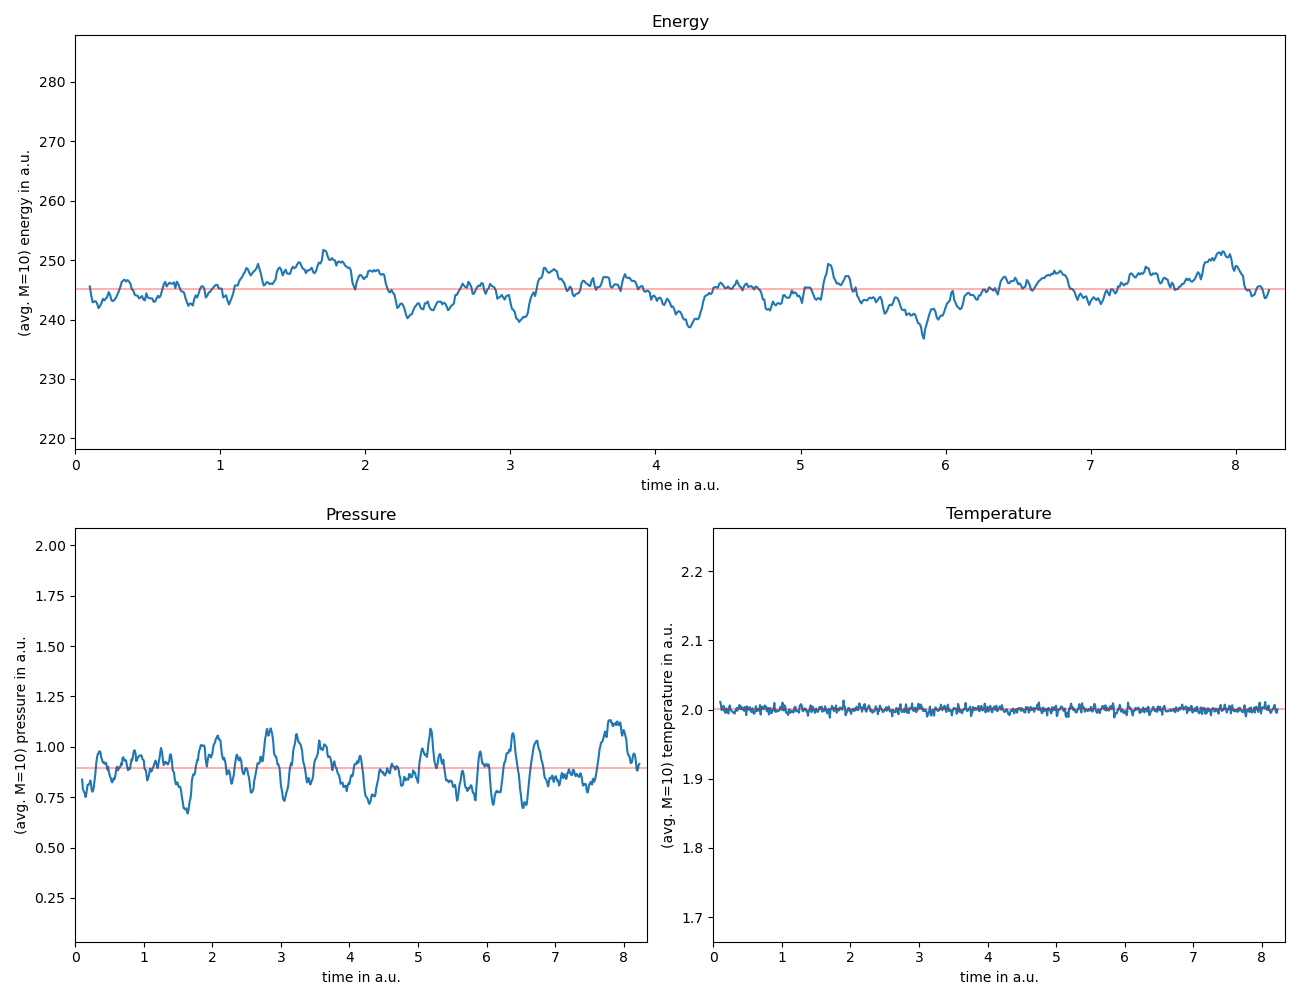 Energy
(avg. M=10) energy in a.u.
280
270
260
250
240
230
220
0 1 2 3 4 5 6 7 8
time in a.u.
Pressure
(avg. M=10) pressure in a.u.
2.00
1.75
1.50
1.25
1.00
0.75
0.50
0.25
0 1 2 3 4 5 6 7 8
time in a.u.
Temperature
(avg. M=10) temperature in a.u.
2.2
2.1
2.0
1.9
1.8
1.7
0 1 2 3 4 5 6 7 8
time in a.u.